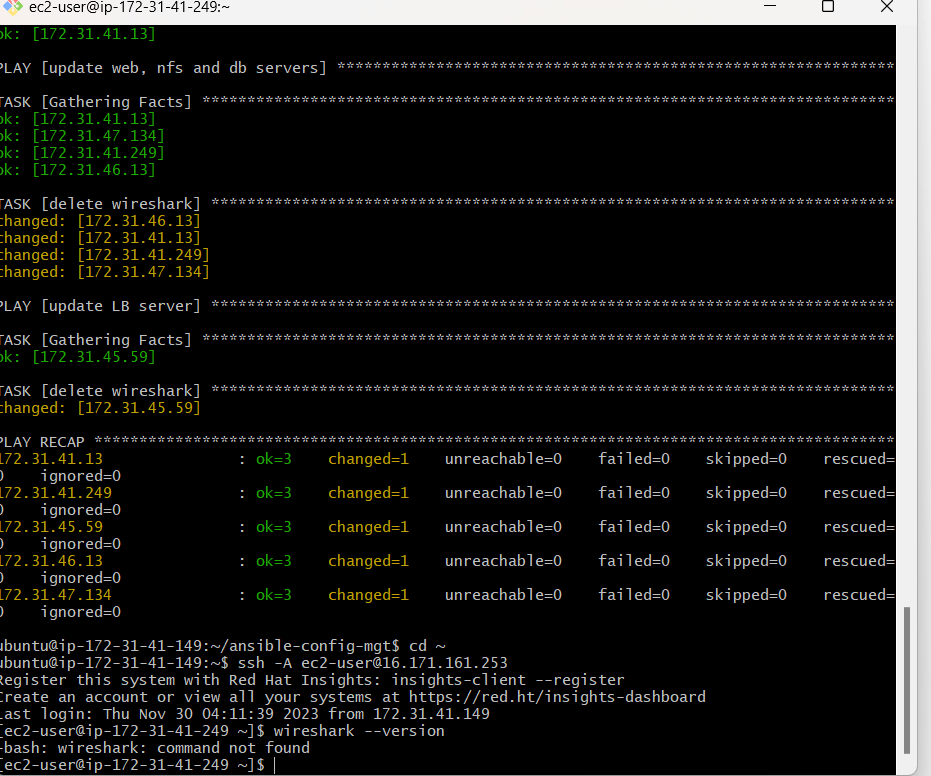 ec2-user@ip-172-31-41-249:~
ok: [172.31.41.13]
PLAY [update web, nfs and db servers] **************************************************************
TASK [Gathering Facts] *****************************************************************************
ok: [172.31.41.13]
ok: [172.31.47.134]
ok: [172.31.41.249]
ok: [172.31.46.13]
TASK [delete wireshark] ****************************************************************************
changed: [172.31.46.13]
changed: [172.31.41.13]
changed: [172.31.41.249]
changed: [172.31.47.134]
PLAY [update LB server] ****************************************************************************
TASK [Gathering Facts] *****************************************************************************
ok: [172.31.45.59]
TASK [delete wireshark] ****************************************************************************
changed: [172.31.45.59]
PLAY RECAP *****************************************************************************************
172.31.41.13 : ok=3 changed=1 unreachable=0 failed=0 skipped=0 rescued=
0 ignored=0
172.31.41.249 : ok=3 changed=1 unreachable=0 failed=0 skipped=0 rescued=
0 ignored=0
172.31.45.59 : ok=3 changed=1 unreachable=0 failed=0 skipped=0 rescued=
0 ignored=0
172.31.46.13 : ok=3 changed=1 unreachable=0 failed=0 skipped=0 rescued=
0 ignored=0
172.31.47.134 : ok=3 changed=1 unreachable=0 failed=0 skipped=0 rescued=
0 ignored=0
ubuntu@ip-172-31-41-149:~/ansible-config-mgt$ cd ~
ubuntu@ip-172-31-41-149:~$ ssh -A ec2-user@16.171.161.253
Register this system with Red Hat Insights: insights-client --register
Create an account or view all your systems at https://red.ht/insights-dashboard
Last login: Thu Nov 30 04:11:39 2023 from 172.31.41.149
[ec2-user@ip-172-31-41-249 ~]$ wireshark --version
-bash: wireshark: command not found
[ec2-user@ip-172-31-41-249 ~]$